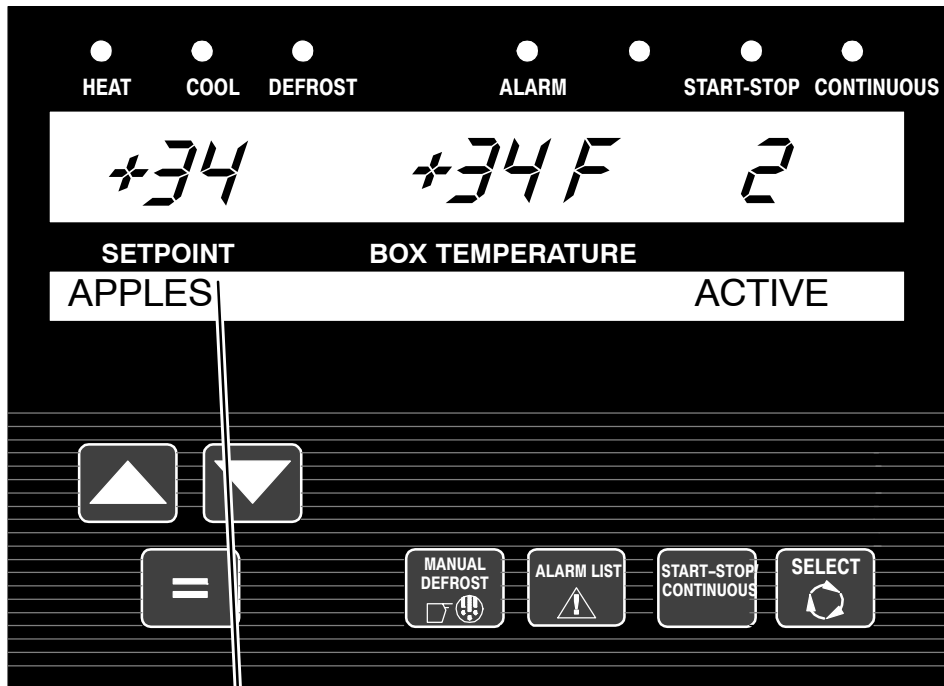 HEAT COOL DEFROST ALARM START-STOP CONTINUOUS
+34 +34F 2
SETPOINT BOX TEMPERATURE
APPLES ACTIVE
=
MANUAL
DEFROST
ALARM LIST
!
START-STOP/
CONTINUOUS
SELECT